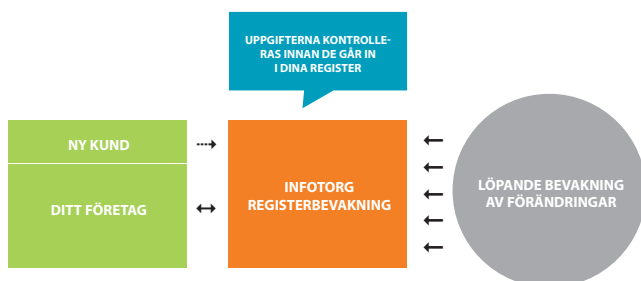 UPPGIFTERNA KONTROLLE-
RAS INNAN DE GÅR IN
I DINA REGISTER
NY KUND
DITT FÖRETAG
INFOTORG
REGISTERBEVAKNING
LÖPANDE BEVAKNING
AV FÖRÄNDRINGAR